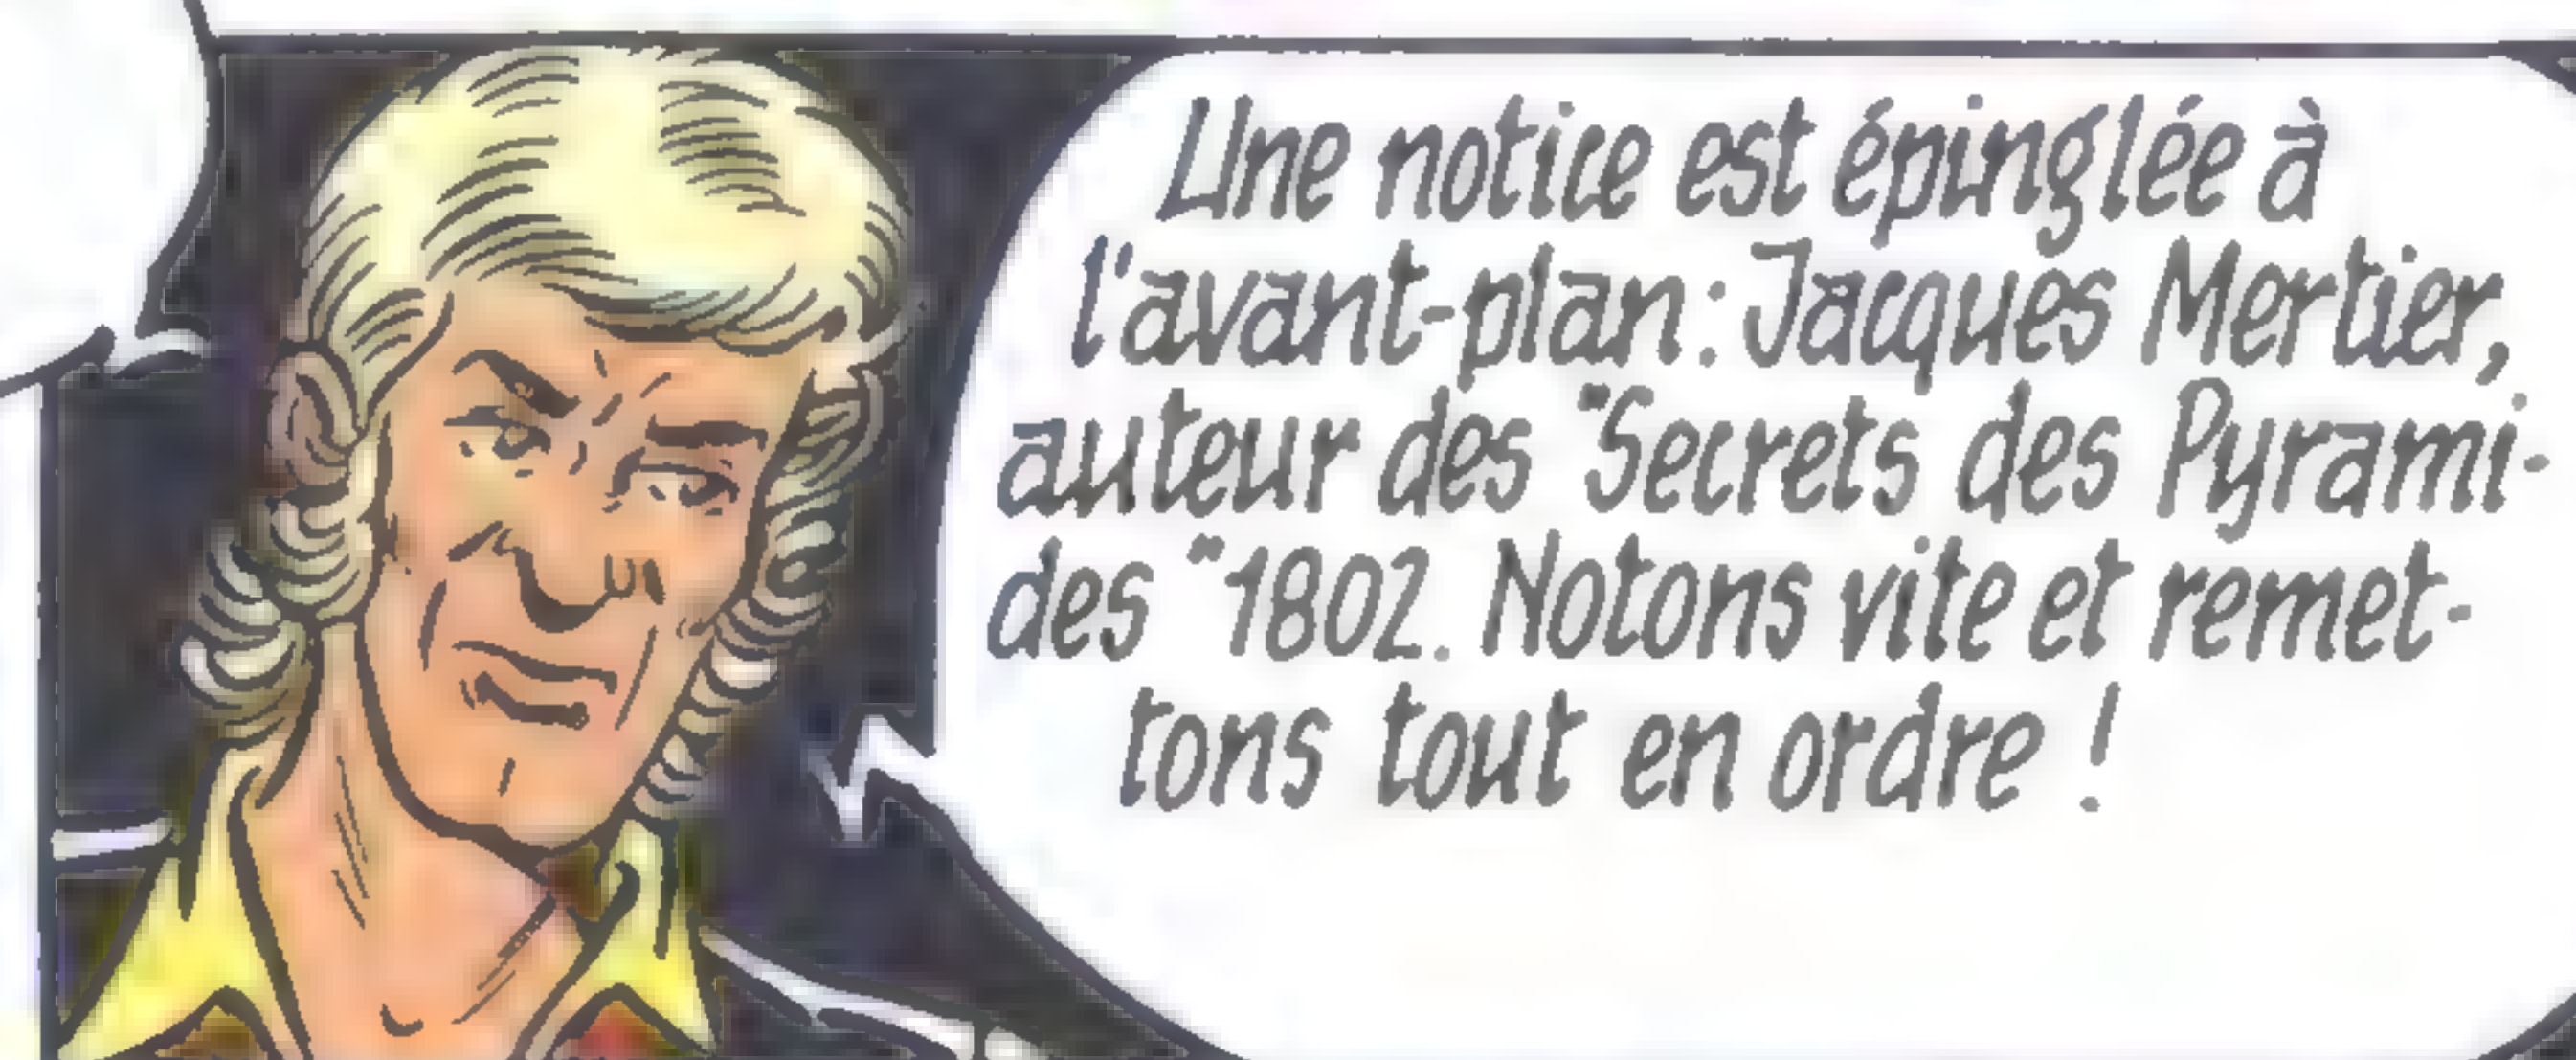 Une notice est épinglée à
l'avant-plan: Jacques Mertier,
auteur des "Secrets des Pyrami-
des "1802. Notons vite et remet-
tons tout en ordre !